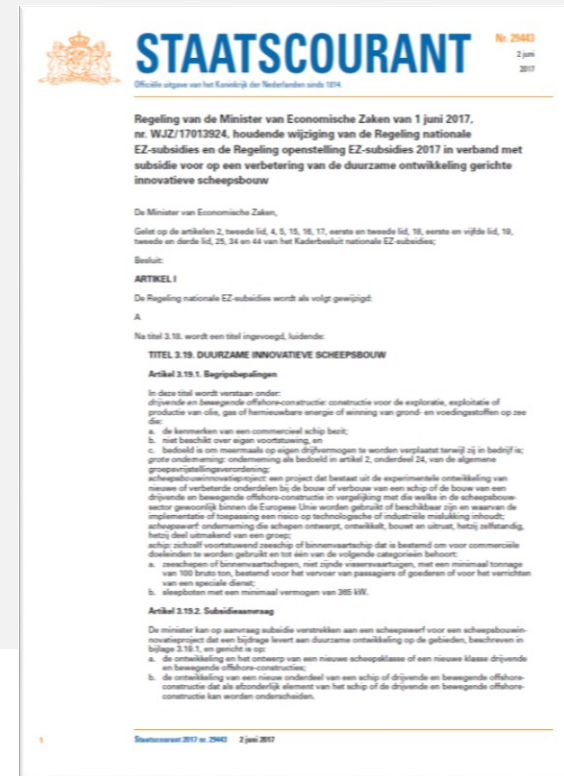 STAATSCOURANT
Nr. 29443
2 juni
2017
Officiële uitgave van het Koninkrijk der Nederlanden sinds 1814.
Regeling van de Minister van Economische Zaken van 1 juni 2017,
nr. WJZ/17013924, houdende wijziging van de Regeling nationale
EZ-subsidies en de Regeling openstelling EZ-subsidies 2017 in verband met
subsidie voor op een verbetering van de duurzame ontwikkeling gerichte
innovatieve scheepsbouw
De Minister van Economische Zaken,
Gelet op de artikelen 2, tweede lid, 4, 5, 15, 16, 17, eerste en tweede lid, 18, eerste en vijfde lid, 19,
tweede en derde lid, 25, 34 en 44 van het Kaderbesluit nationale EZ-subsidies;
Besluit:
ARTIKEL I
De Regeling nationale EZ-subsidies wordt als volgt gewijzigd:
A
Na titel 3.18. wordt een titel ingevoegd, luidende:
TITEL 3.19. DUURZAME INNOVATIEVE SCHEEPSBOUW
Artikel 3.19.1. Begripsbepalingen
In deze titel wordt verstaan onder:
drijvende en bewegende offshore-constructie: constructie voor de exploratie, exploitatie of
productie van olie, gas of hernieuwbare energie of winning van grond- en voedingsstoffen op zee
die:
a. de kenmerken van een commercieel schip bezit;
b. niet beschikt over eigen voortstuwing, en
c. bedoeld is om meermaals op eigen drijfvermogen te worden verplaatst terwijl zij in bedrijf is;
grote onderneming: onderneming als bedoeld in artikel 2, onderdeel 24, van de algemene
groepsvrijstellingsverordening;
scheepsbouwinnovatieproject: een project dat bestaat uit de experimentele ontwikkeling van
nieuwe of verbeterde onderdelen bij de bouw of verbouw van een schip of de bouw van een
drijvende en bewegende offshore-constructie in vergelijking met die welke in de scheepsbouw-
sector gewoonlijk binnen de Europese Unie worden gebruikt of beschikbaar zijn en waarvan de
implementatie of toepassing een risico op technologische of industriële mislukking inhoudt;
scheepswerf: onderneming die schepen ontwerpt, ontwikkelt, bouwt en uitrust, hetzij zelfstandig,
hetzij deel uitmakend van een groep;
schip: zichzelf voortstuwend zeeschip of binnenvaartschip dat is bestemd om voor commerciële
doeleinden te worden gebruikt en tot één van de volgende categorieën behoort:
a. zeeschepen of binnenvaartschepen, niet zijnde vissersvaartuigen, met een minimaal tonnage
van 100 bruto ton, bestemd voor het vervoer van passagiers of goederen of voor het verrichten
van een speciale dienst;
b. sleepboten met een minimaal vermogen van 365 kW.
Artikel 3.19.2. Subsidieaanvraag
De minister kan op aanvraag subsidie verstrekken aan een scheepswerf voor een scheepsbouwin-
novatieproject dat een bijdrage levert aan duurzame ontwikkeling op de gebieden, beschreven in
bijlage 3.19.1, en gericht is op:
a. de ontwikkeling en het ontwerp van een nieuwe scheepsklasse of een nieuwe klasse drijvende
en bewegende offshore-constructies;
b. de ontwikkeling van een nieuw onderdeel van een schip of drijvende en bewegende offshore-
constructie dat als afzonderlijk element van het schip of de drijvende en bewegende offshore-
constructie kan worden onderscheiden.
1
Staatscourant 2017 nr. 29443
2 juni 2017